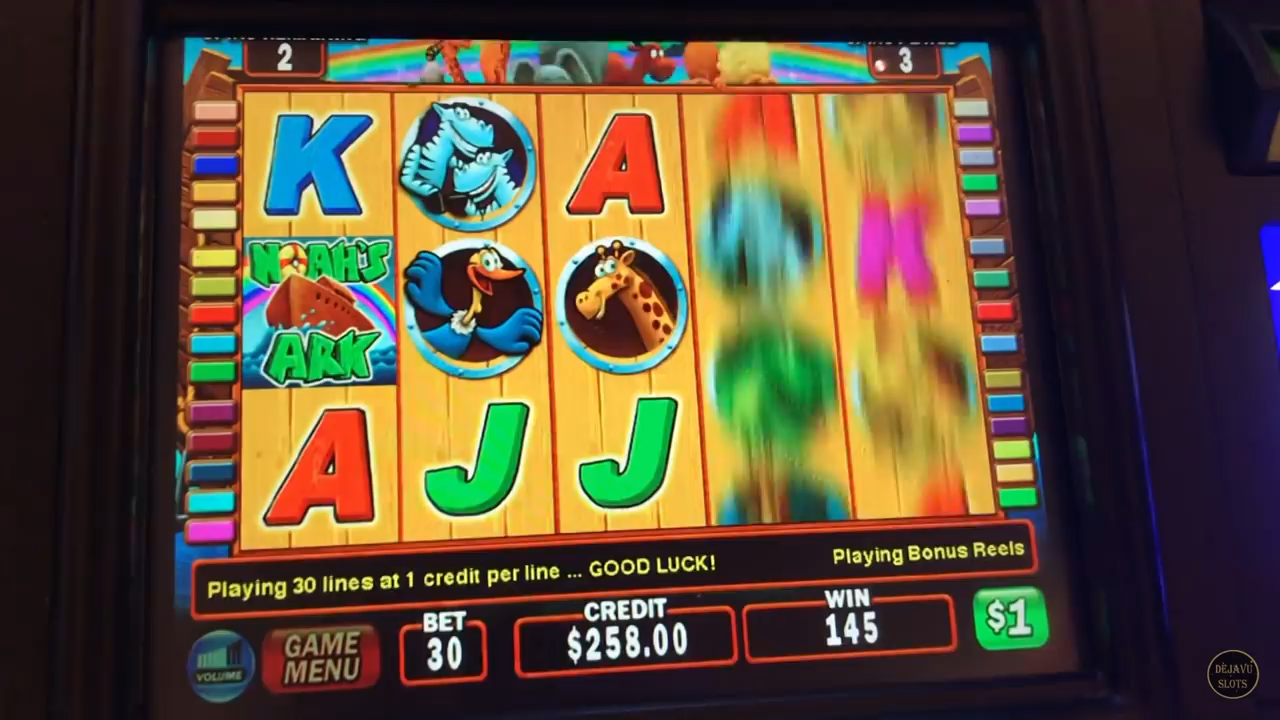 2
3
K
A
K
NOAH'S
ARK
A
J
J
Playing 30 lines at 1 credit per line ... GOOD LUCK!
Playing Bonus Reels
VOLUME
GAME
MENU
BET
30
CREDIT
$258.00
WIN
145
$1
DÉJAVÚ
SLOTS